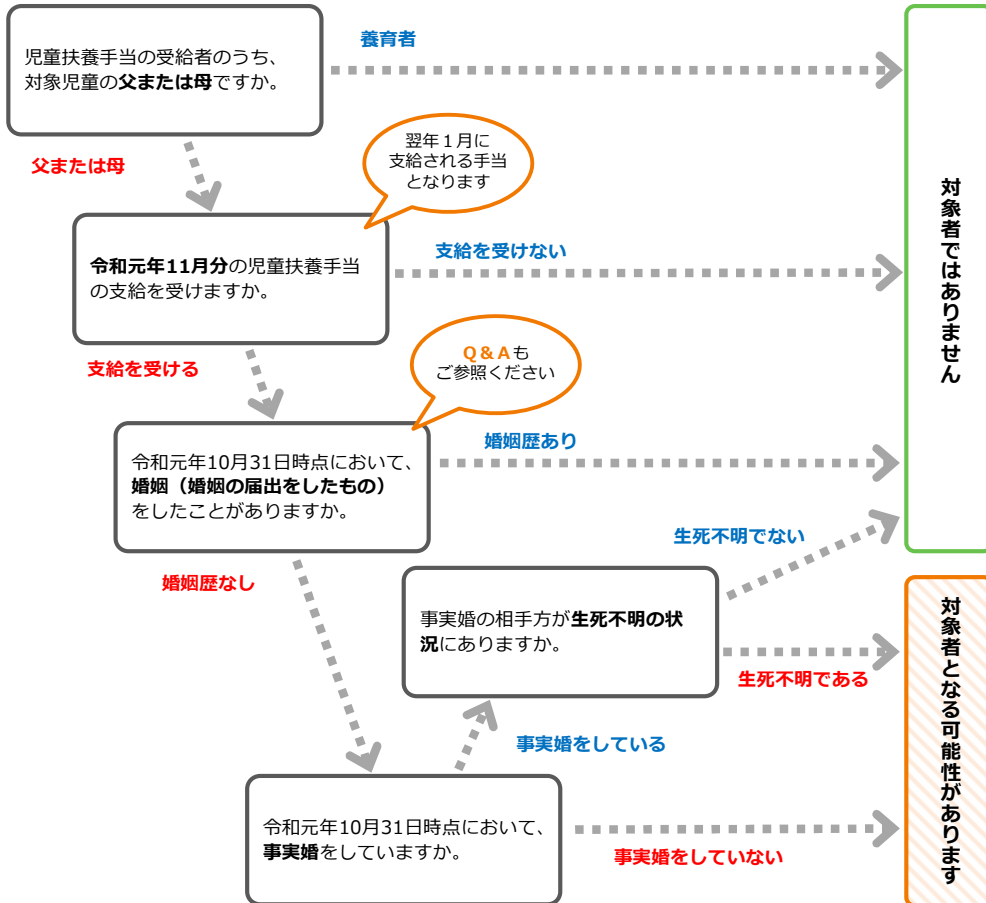 児童扶養手当の受給者のうち、
対象児童の父または母ですか。
養育者
父または母
翌年１月に
支給される手当
となります
令和元年11月分の児童扶養手当
の支給を受けますか。
支給を受けない
支給を受ける
Ｑ＆Ａも
ご参照ください
令和元年10月31日時点において、
婚姻（婚姻の届出をしたもの）
をしたことがありますか。
婚姻歴あり
婚姻歴なし
生死不明でない
事実婚の相手方が生死不明の状
況にありますか。
生死不明である
事実婚をしている
令和元年10月31日時点において、
事実婚をしていますか。
事実婚をしていない
対象者ではありません
対象者となる可能性があります